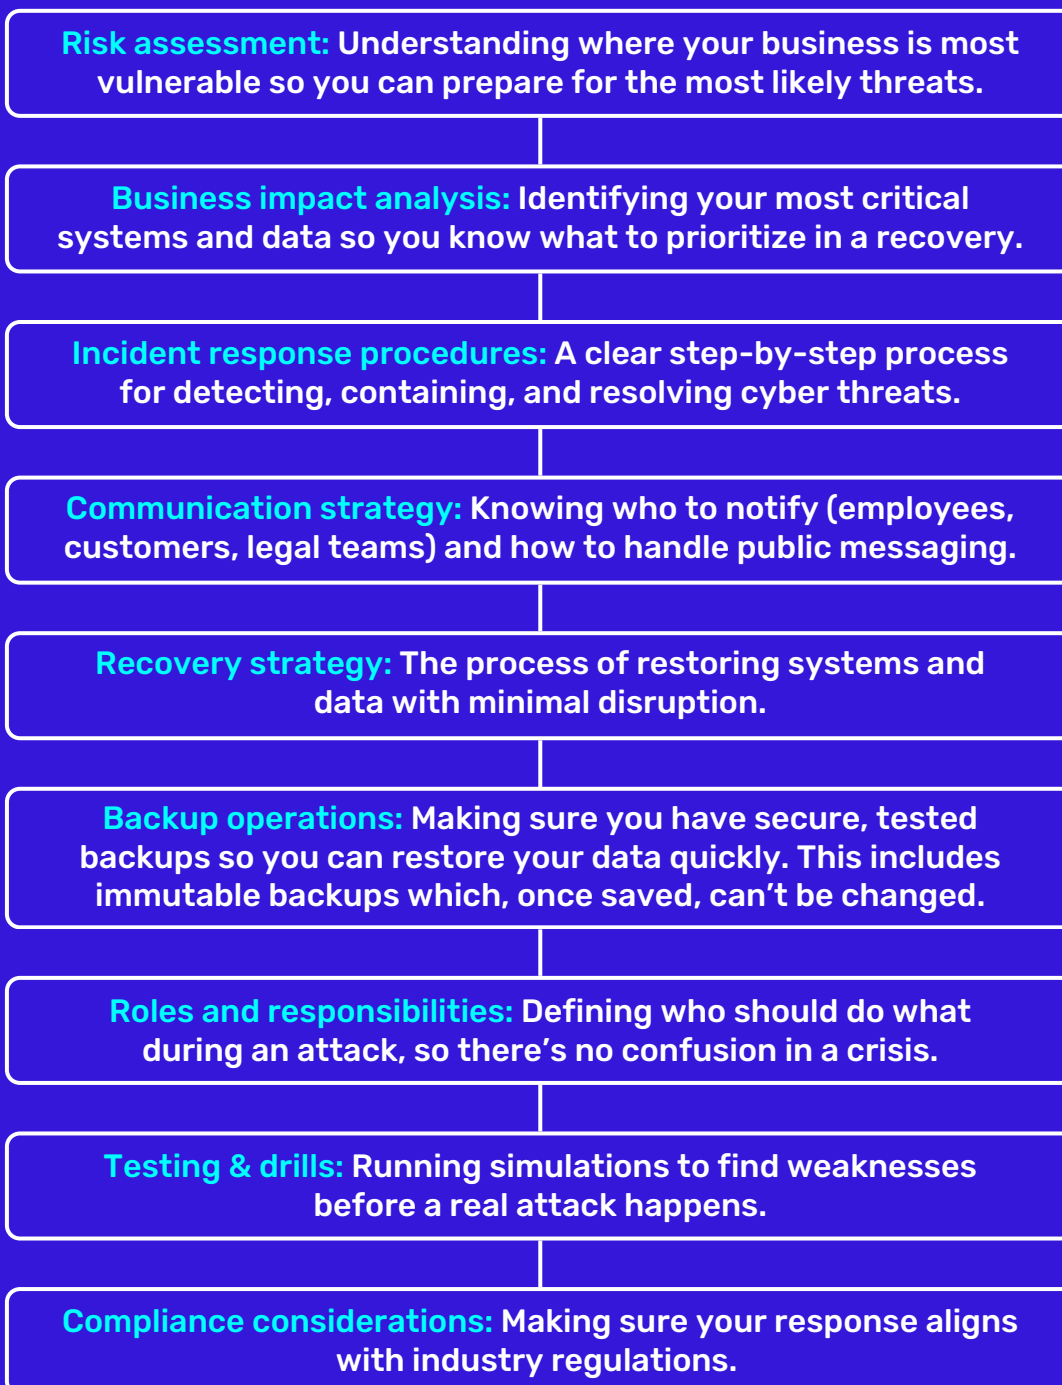 Risk assessment: Understanding where your business is most
vulnerable so you can prepare for the most likely threats.
Business impact analysis: Identifying your most critical
systems and data so you know what to prioritize in a recovery.
Incident response procedures: A clear step-by-step process
for detecting, containing, and resolving cyber threats.
Communication strategy: Knowing who to notify (employees,
customers, legal teams) and how to handle public messaging.
Recovery strategy: The process of restoring systems and
data with minimal disruption.
Backup operations: Making sure you have secure, tested
backups so you can restore your data quickly. This includes
immutable backups which, once saved, can’t be changed.
Roles and responsibilities: Defining who should do what
during an attack, so there’s no confusion in a crisis.
Testing & drills: Running simulations to find weaknesses
before a real attack happens.
Compliance considerations: Making sure your response aligns
with industry regulations.